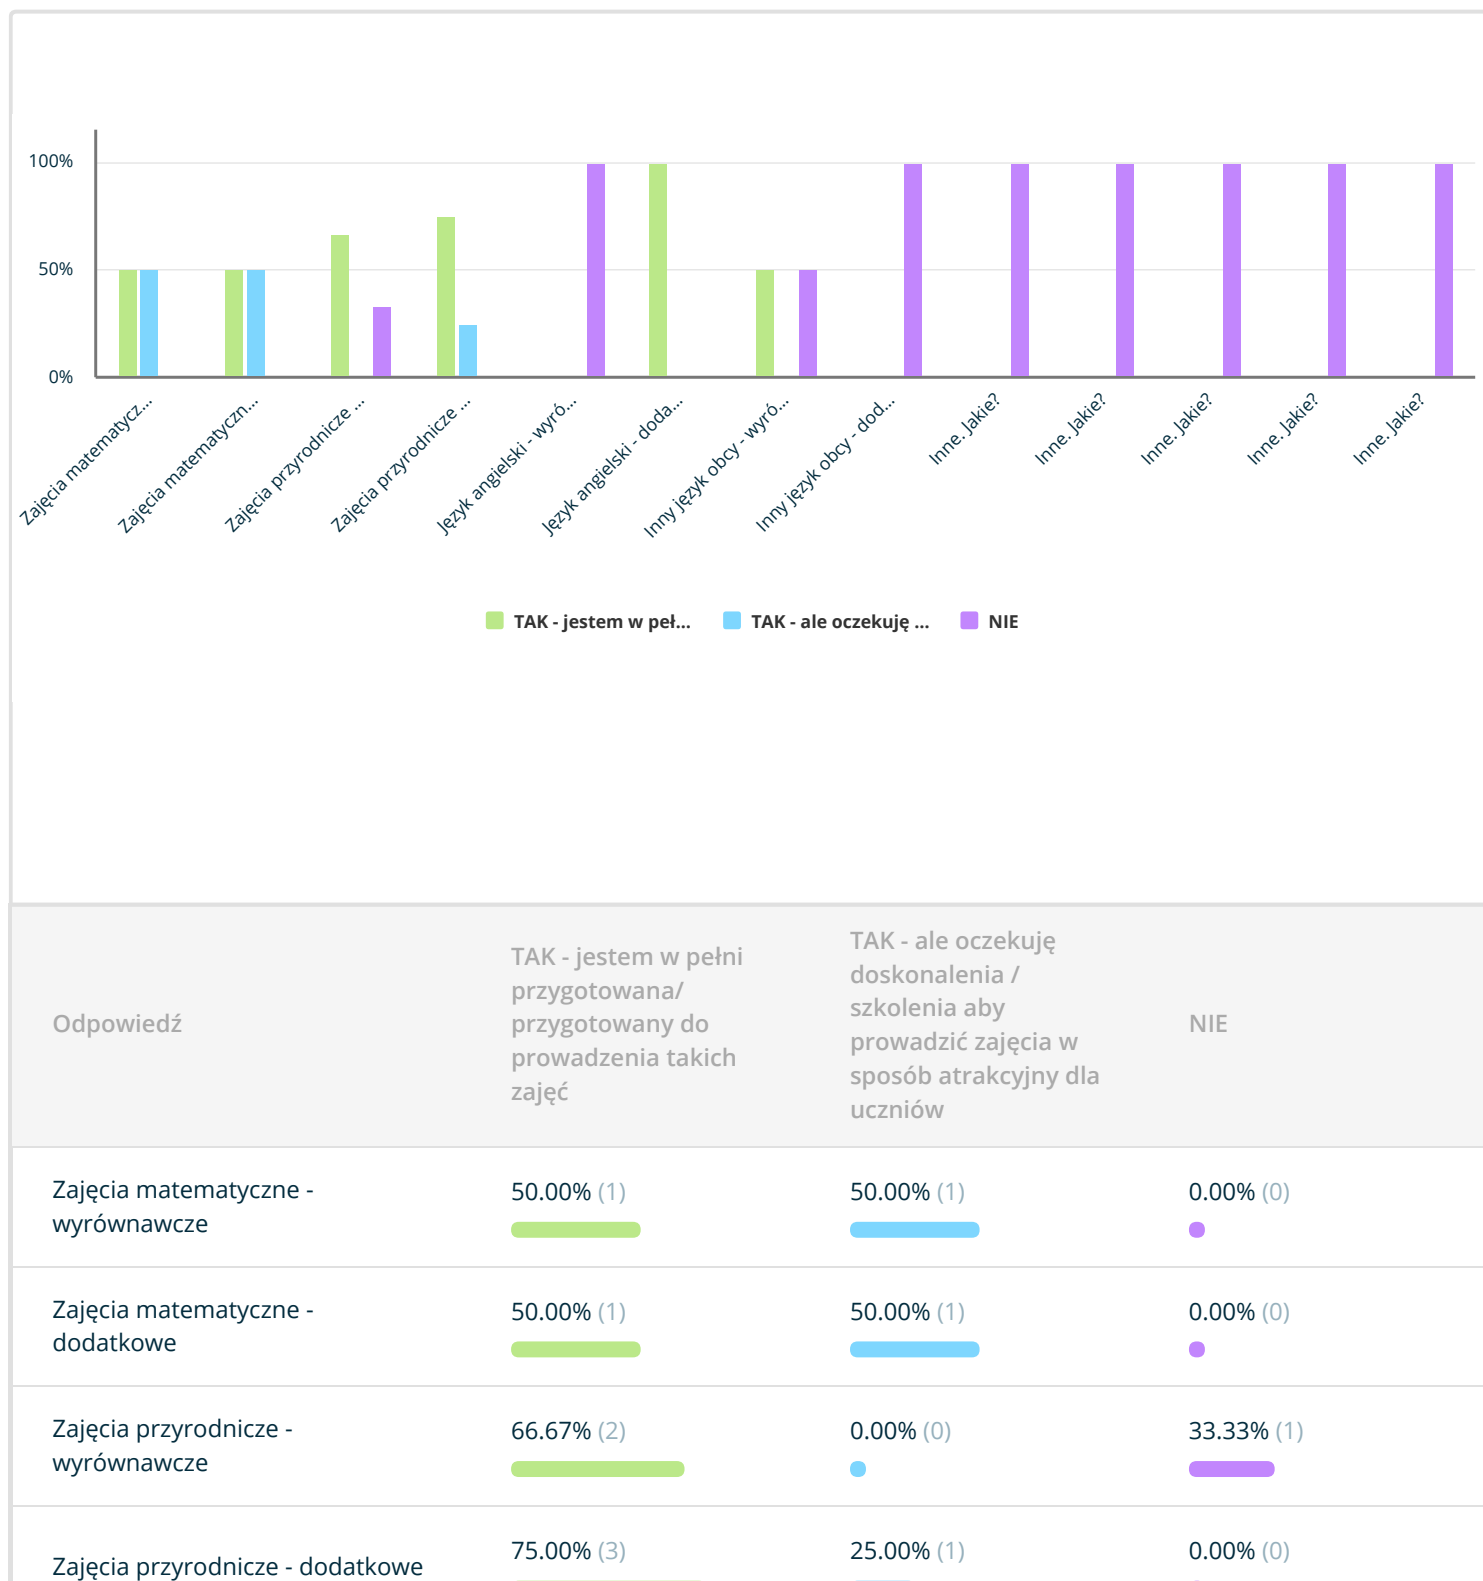 100%
50%
0%
Zajęcia matematycz...
Zajęcia matematyczn...
Zajęcia przyrodnicze ...
Zajęcia przyrodnicze ...
Język angielski - wyró...
Język angielski - doda...
Inny język obcy - wyró...
Inny język obcy - dod...
Inne. Jakie?
Inne. Jakie?
Inne. Jakie?
Inne. Jakie?
Inne. Jakie?
TAK - jestem w peł... TAK - ale oczekuję ... NIE
Odpowiedź
TAK - jestem w pełni
przygotowana/
przygotowany do
prowadzenia takich
zajęć
TAK - ale oczekuję
doskonalenia /
szkolenia aby
prowadzić zajęcia w
sposób atrakcyjny dla
uczniów
NIE
Zajęcia matematyczne -
wyrównawcze
50.00% (1) 50.00% (1) 0.00% (0)
Zajęcia matematyczne -
dodatkowe
50.00% (1) 50.00% (1) 0.00% (0)
Zajęcia przyrodnicze -
wyrównawcze
66.67% (2) 0.00% (0) 33.33% (1)
Zajęcia przyrodnicze - dodatkowe
75.00% (3) 25.00% (1) 0.00% (0)